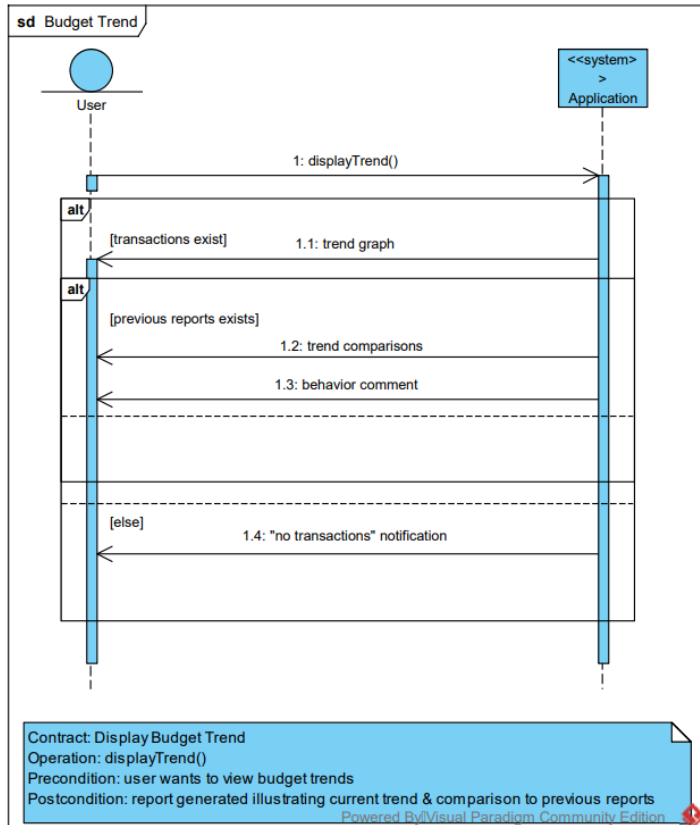 sd Budget Trend
User
<<system>
>
Application
1: displayTrend()
alt
[transactions exist]
1.1: trend graph
alt
[previous reports exists]
1.2: trend comparisons
1.3: behavior comment
[else]
1.4: "no transactions" notification
Contract: Display Budget Trend
Operation: displayTrend()
Precondition: user wants to view budget trends
Postcondition: report generated illustrating current trend & comparison to previous reports
Powered By Visual Paradigm Community Edition